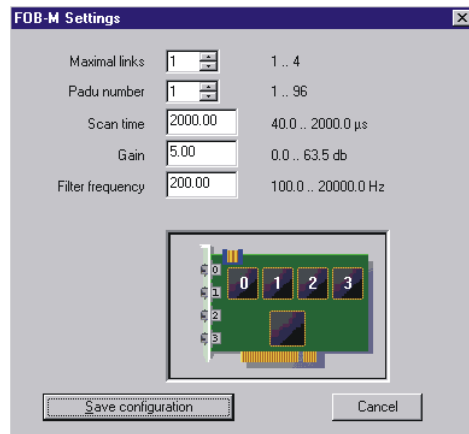 FOB-M Settings
Maximal links 1 1 .. 4
Padu number 1 1 .. 96
Scan time 2000.00 40.0 .. 2000.0 µs
Gain 5.00 0.0 .. 63.5 db
Filter frequency 200.00 100.0 .. 20000.0 Hz
0
1
2
3
0 1 2 3
Save configuration Cancel